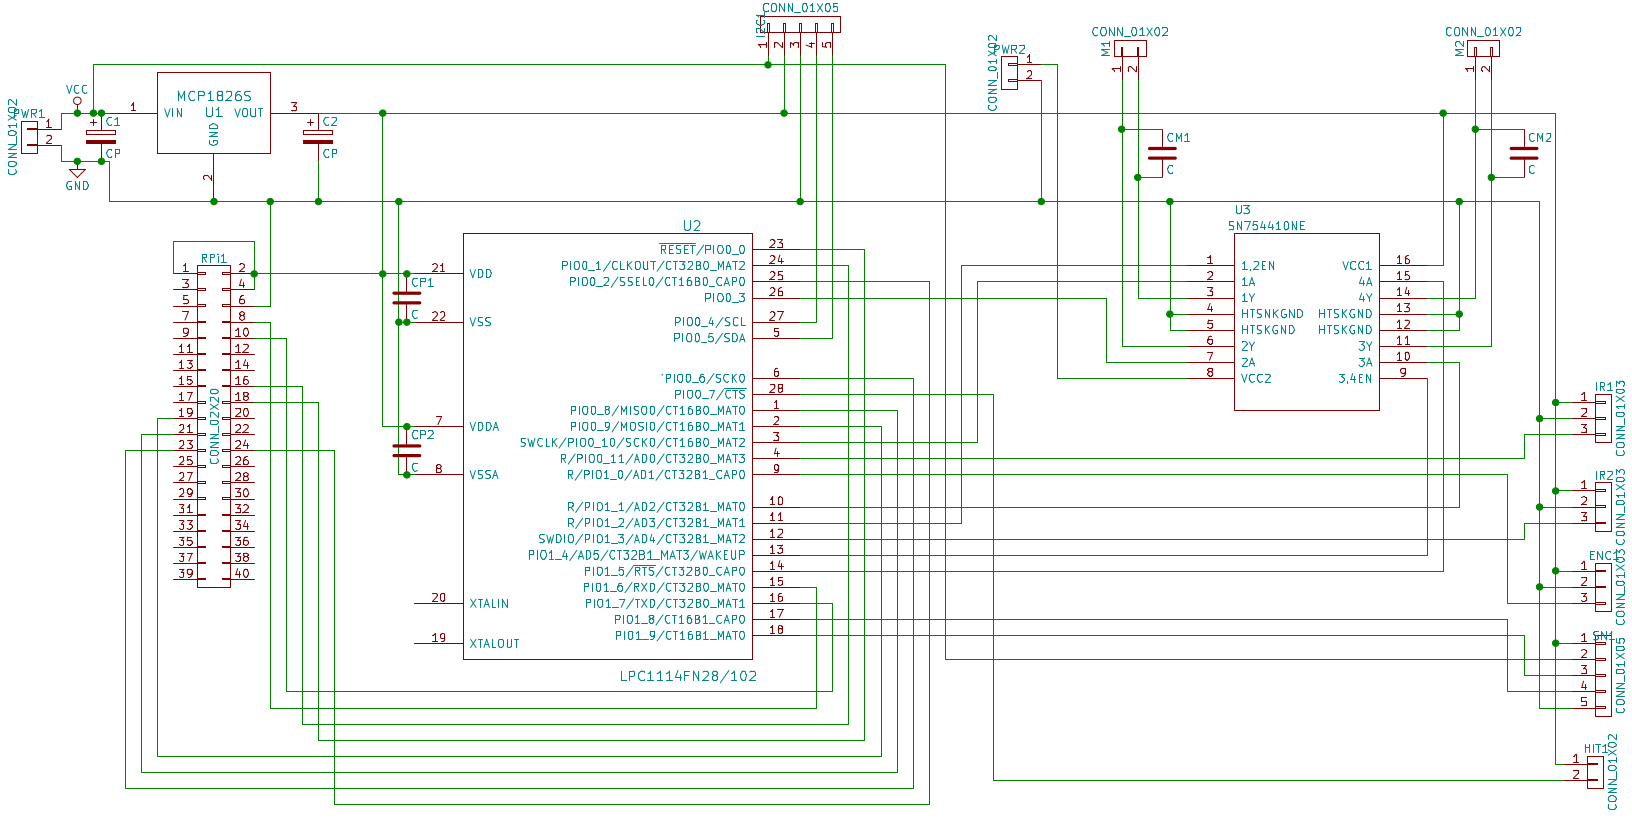 CONN_01X05
I2C1
1 2 3 4 5
CONN_01X02
M1
1 2
CONN_01X02
M2
1 2
PWR2
CONN_01X02
1
2
VCC
PWR1
CONN_01X02
1
2
GND
C1
CP
MCP1826S
U1
VIN
VOUT
GND
1
3
2
C2
CP
CM1
C
CM2
C
U3
SN754410NE
1 1,2EN VCC1 16
2 1A 4A 15
3 1Y 4Y 14
4 HTSNKGND HTSKGND 13
5 HTSKGND HTSKGND 12
6 2Y 3Y 11
7 2A 3A 10
8 VCC2 3,4EN 9
U2
21 VDD
22 VSS
7 VDDA
8 VSSA
20 XTALIN
19 XTALOUT
CP1
C
CP2
C
RESET/PIO0_0 23
PIO0_1/CLKOUT/CT32B0_MAT2 24
PIO0_2/SSEL0/CT16B0_CAP0 25
PIO0_3 26
PIO0_4/SCL 27
PIO0_5/SDA 5
'PIO0_6/SCK0 6
PIO0_7/CTS 28
PIO0_8/MISO0/CT16B0_MAT0 1
PIO0_9/MOSI0/CT16B0_MAT1 2
SWCLK/PIO0_10/SCK0/CT16B0_MAT2 3
R/PIO0_11/AD0/CT32B0_MAT3 4
R/PIO1_0/AD1/CT32B1_CAP0 9
R/PIO1_1/AD2/CT32B1_MAT0 10
R/PIO1_2/AD3/CT32B1_MAT1 11
SWDIO/PIO1_3/AD4/CT32B1_MAT2 12
PIO1_4/AD5/CT32B1_MAT3/WAKEUP 13
PIO1_5/RTS/CT32B0_CAP0 14
PIO1_6/RXD/CT32B0_MAT0 15
PIO1_7/TXD/CT32B0_MAT1 16
PIO1_8/CT16B1_CAP0 17
PIO1_9/CT16B1_MAT0 18
LPC1114FN28/102
RPi1
CONN_02X20
1 2
3 4
5 6
7 8
9 10
11 12
13 14
15 16
17 18
19 20
21 22
23 24
25 26
27 28
29 30
31 32
33 34
35 36
37 38
39 40
IR1
CONN_01X03
1
2
3
IR2
CONN_01X03
1
2
3
ENC1
CONN_01X03
1
2
3
SN1
CONN_01X05
1
2
3
4
5
HIT1
CONN_01X02
1
2